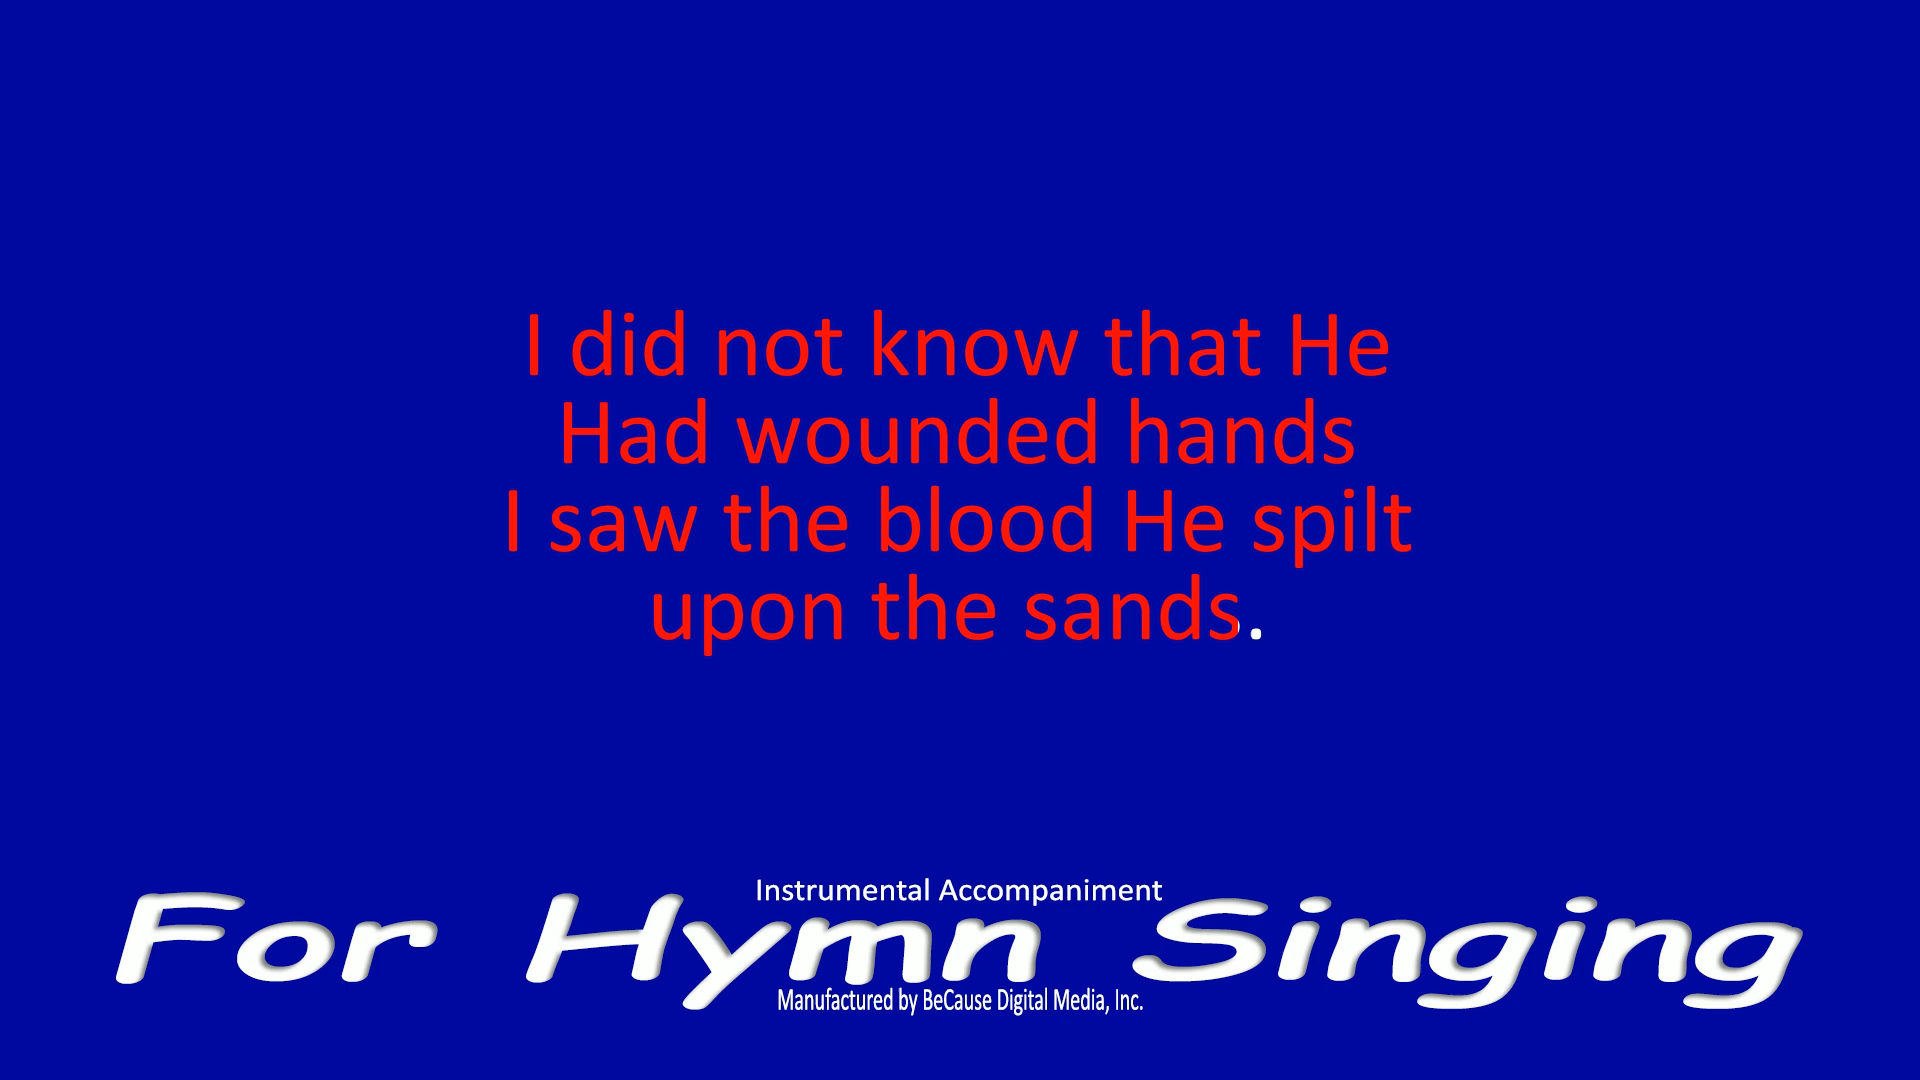 I did not know that He
Had wounded hands
I saw the blood He spilt
upon the sands.
Instrumental Accompaniment
For Hymn Singing
Manufactured by BeCause Digital Media, Inc.